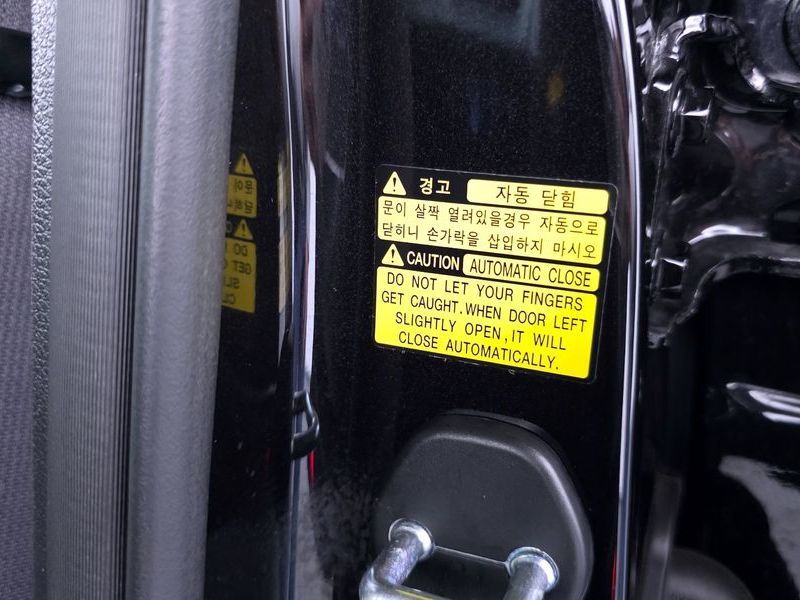 경고 자동 닫힘
문이 살짝 열려있을경우 자동으로
닫히니 손가락을 삽입하지 마시오
CAUTION AUTOMATIC CLOSE
DO NOT LET YOUR FINGERS
GET CAUGHT.WHEN DOOR LEFT
SLIGHTLY OPEN,IT WILL
CLOSE AUTOMATICALLY.